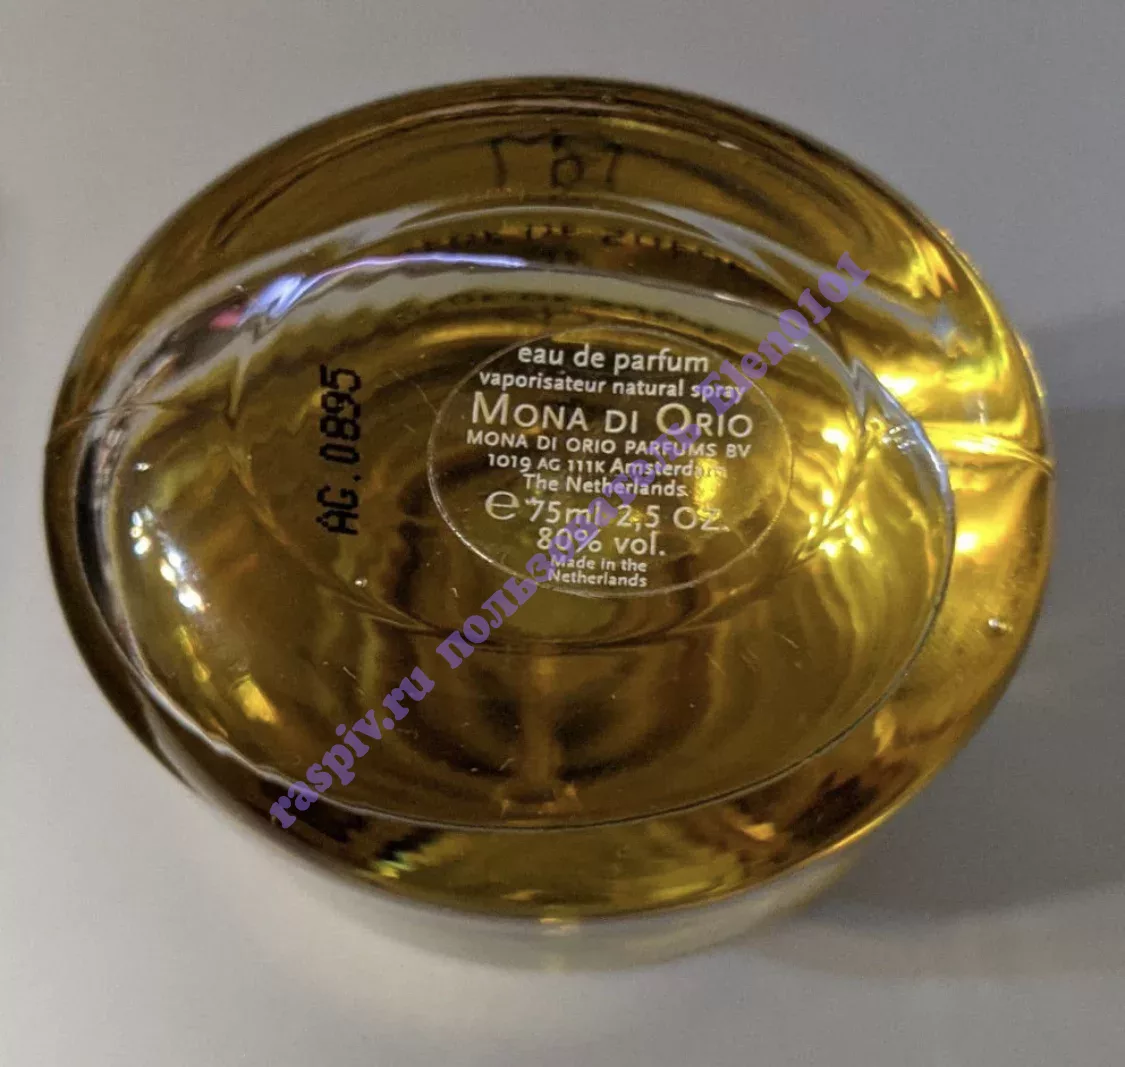 eau de parfum
vaporisateur natural spray
MONA DI ORIO
MONA DI ORIO PARFUMS BV
1019 AG 111K Amsterdam
The Netherlands
℮ 75ml 2,5 OZ.
80% vol.
Made in the
Netherlands
AG.0895
raspiv.ru пользователь Elen0101